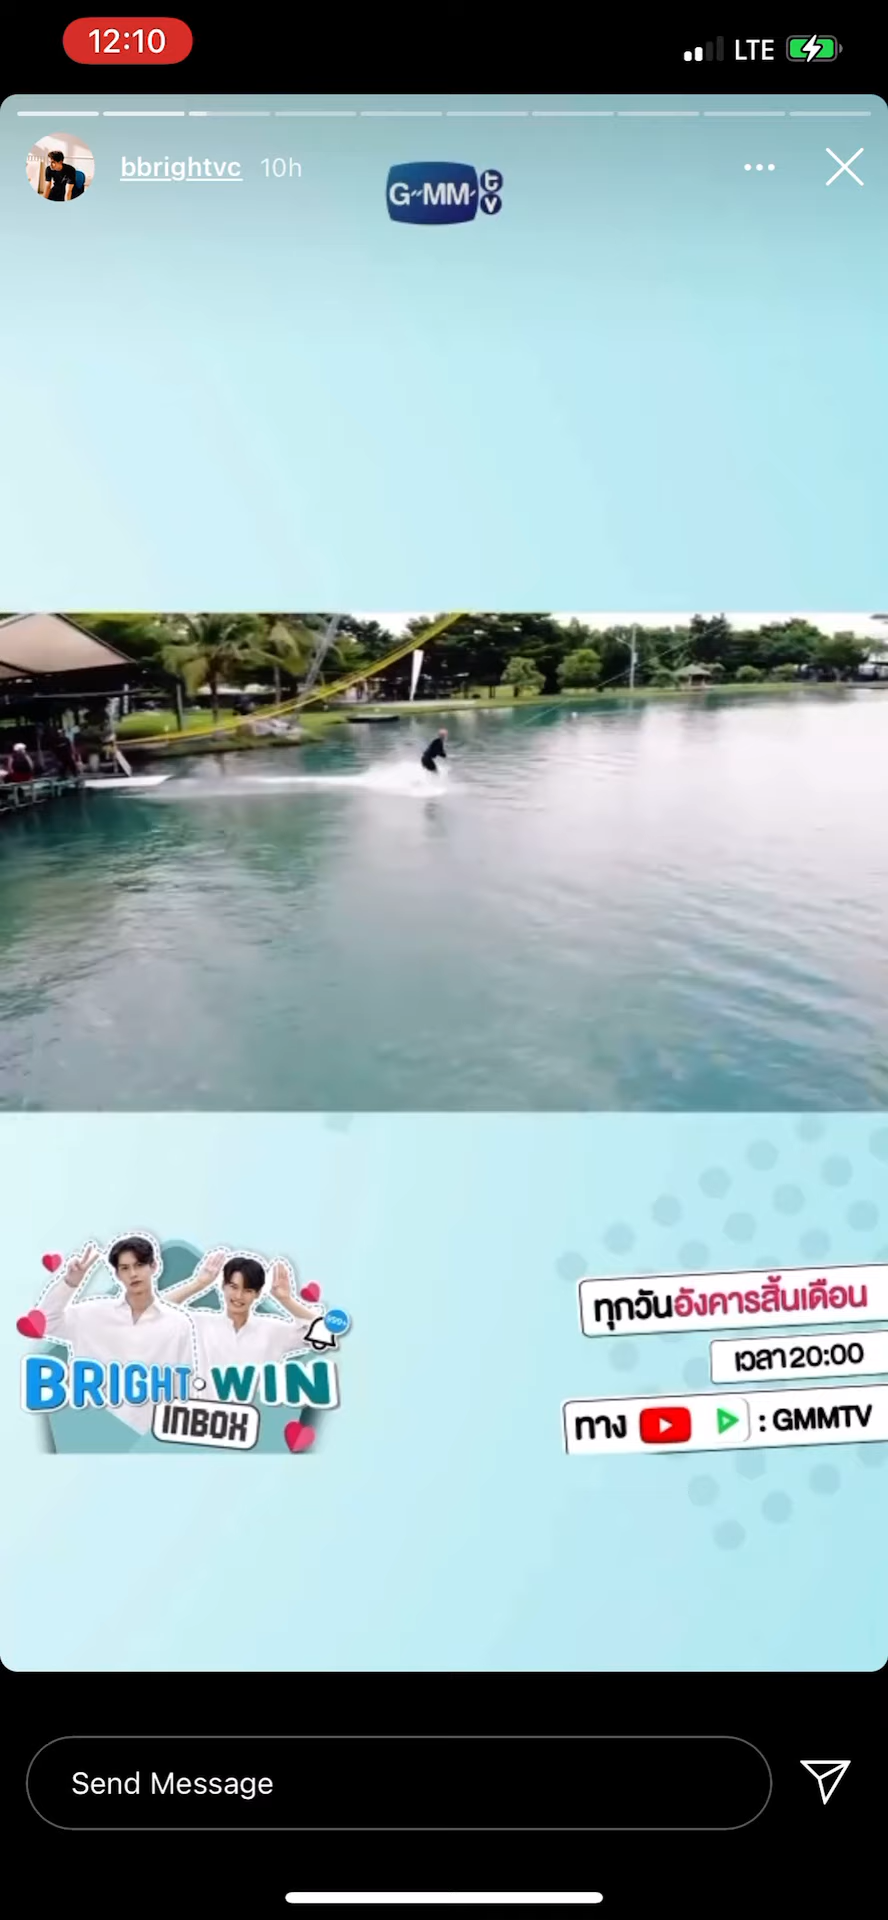 12:10
LTE
bbrightvc 10h
G"MM' tv
ทุกวันอังคารสิ้นเดือน
เวลา 20:00
ทาง : GMMTV
999+
BRIGHT WIN
INBOX
Send Message